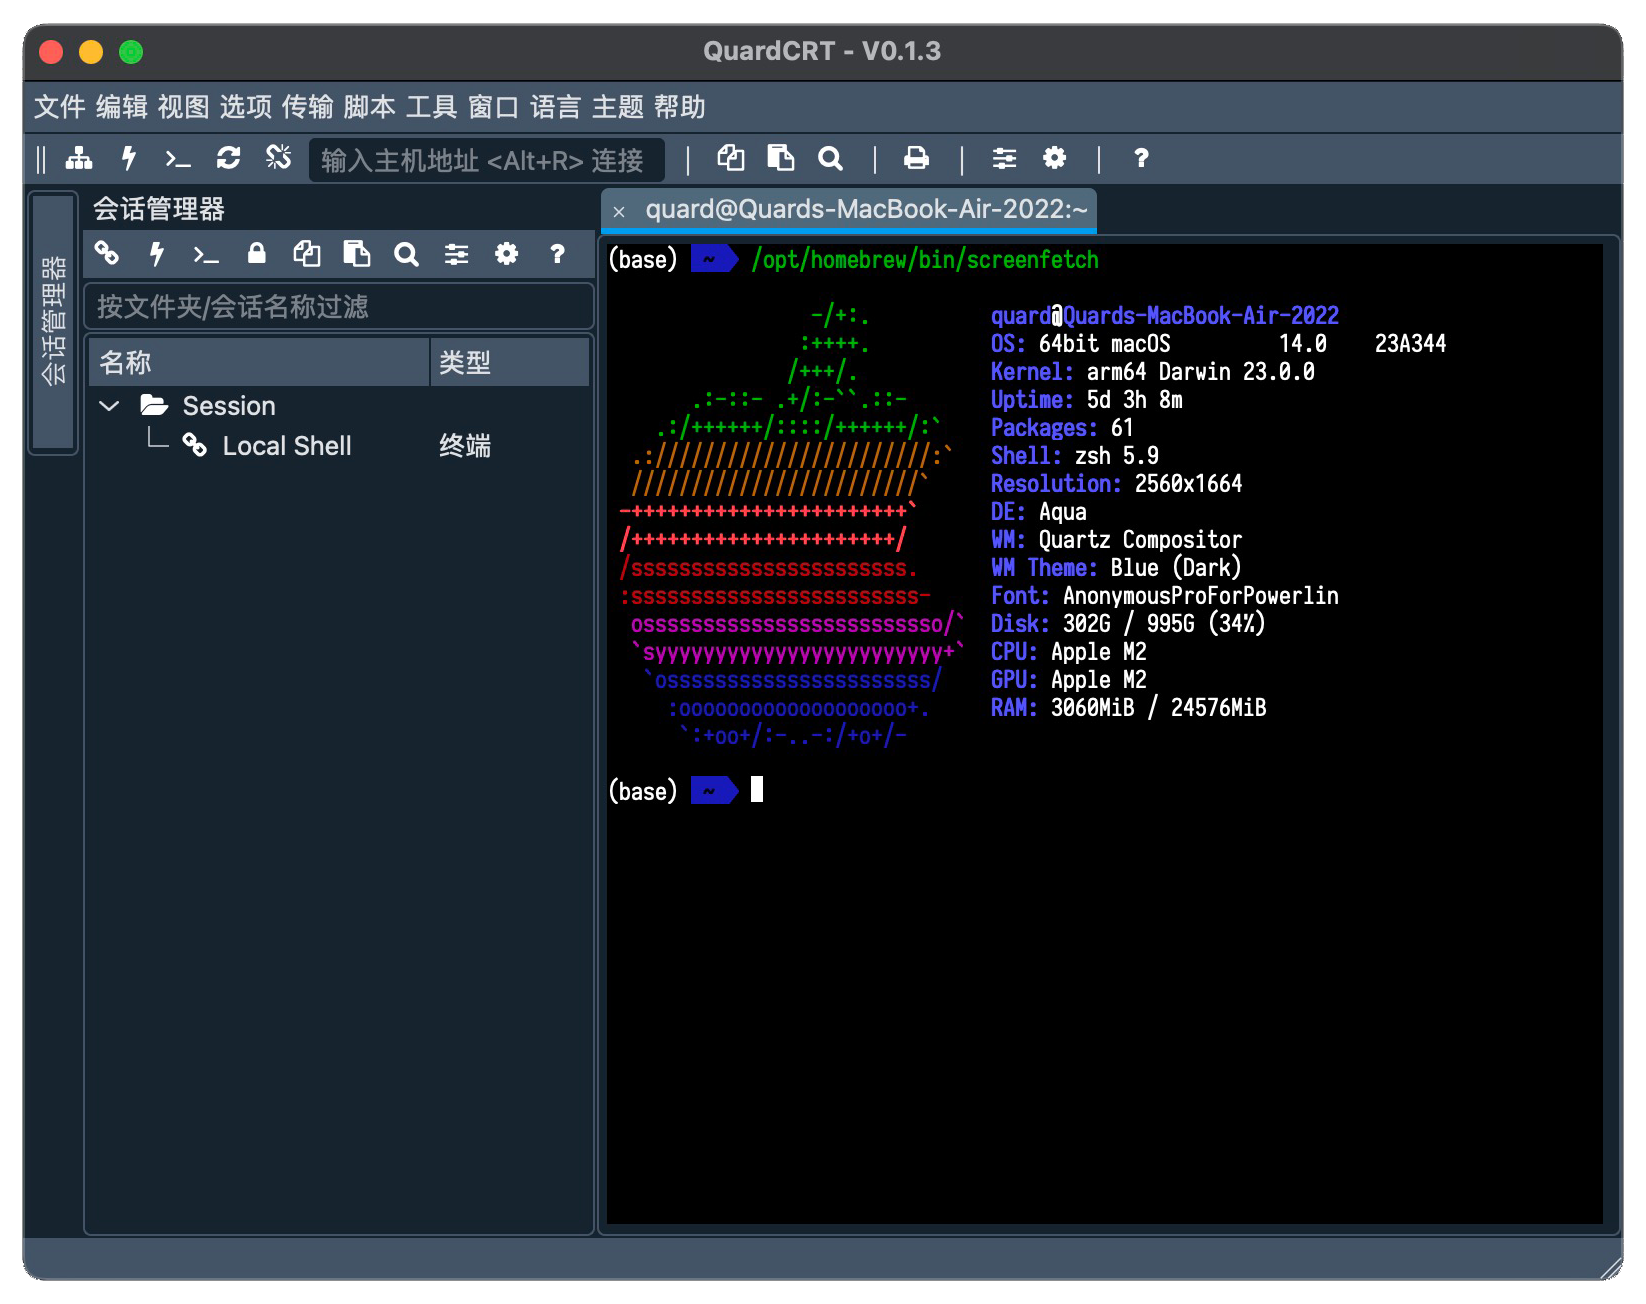 QuardCRT - V0.1.3
文件 编辑 视图 选项 传输 脚本 工具 窗口 语言 主题 帮助
输入主机地址 <Alt+R> 连接
会话管理器
会话管理器
按文件夹/会话名称过滤
名称 类型
Session
Local Shell 终端
× quard@Quards-MacBook-Air-2022:~
(base) ~ /opt/homebrew/bin/screenfetch
-/+:. quard@Quards-MacBook-Air-2022
:++++. OS: 64bit macOS 14.0 23A344
/+++/. Kernel: arm64 Darwin 23.0.0
.:-::- .+/:-``.::- Uptime: 5d 3h 8m
.:/++++++/::::/++++++/:` Packages: 61
.:///////////////////////:` Shell: zsh 5.9
////////////////////////` Resolution: 2560x1664
-+++++++++++++++++++++++` DE: Aqua
/++++++++++++++++++++++/ WM: Quartz Compositor
/sssssssssssssssssssssss. WM Theme: Blue (Dark)
:ssssssssssssssssssssssss- Font: AnonymousProForPowerlin
osssssssssssssssssssssssso/` Disk: 302G / 995G (34%)
`syyyyyyyyyyyyyyyyyyyyyyyy+` CPU: Apple M2
`ossssssssssssssssssssss/ GPU: Apple M2
:ooooooooooooooooooo+. RAM: 3060MiB / 24576MiB
`:+oo+/:-..-:/+o+/-
(base) ~